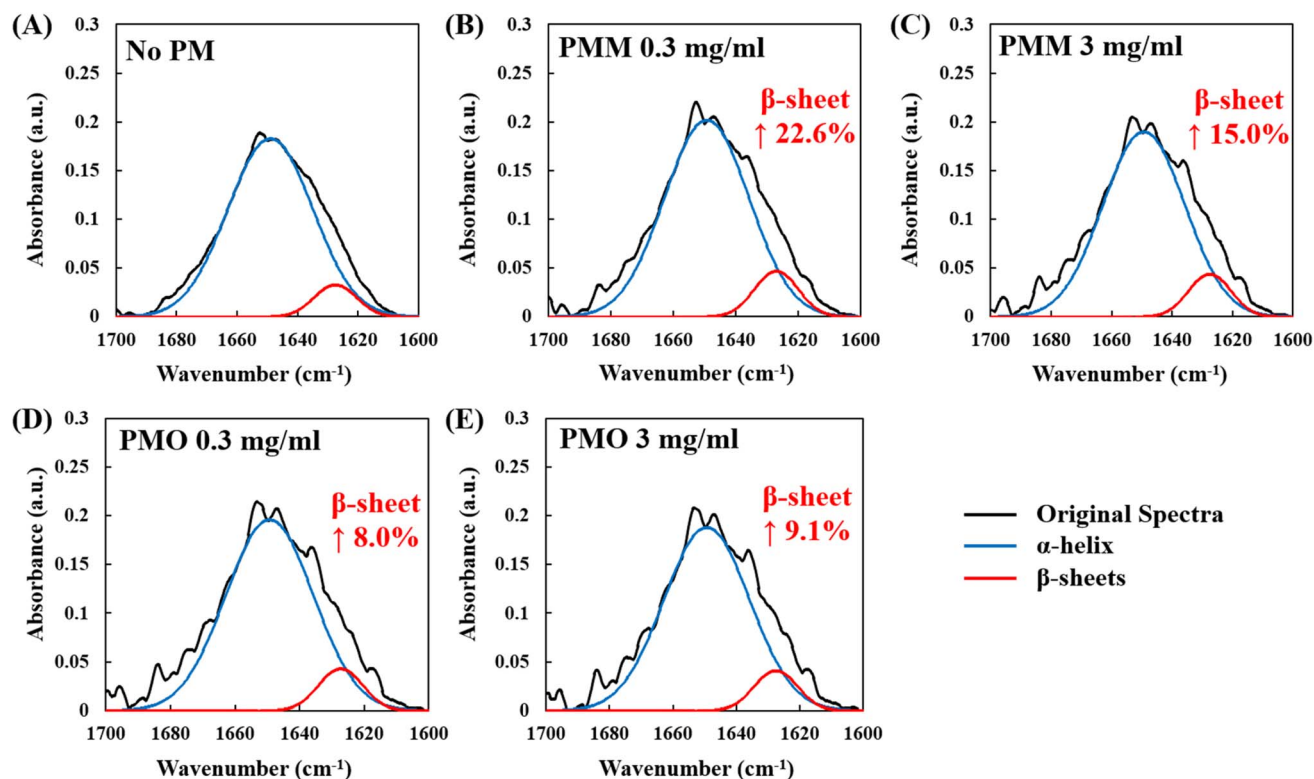 (A)
No PM
0.3
0.25
0.2
0.15
0.1
0.05
0
Absorbance (a.u.)
1700 1680 1660 1640 1620 1600
Wavenumber (cm⁻¹)
(B)
PMM 0.3 mg/ml
β-sheet
↑ 22.6%
0.3
0.25
0.2
0.15
0.1
0.05
0
Absorbance (a.u.)
1700 1680 1660 1640 1620 1600
Wavenumber (cm⁻¹)
(C)
PMM 3 mg/ml
β-sheet
↑ 15.0%
0.3
0.25
0.2
0.15
0.1
0.05
0
Absorbance (a.u.)
1700 1680 1660 1640 1620 1600
Wavenumber (cm⁻¹)
(D)
PMO 0.3 mg/ml
β-sheet
↑ 8.0%
0.3
0.25
0.2
0.15
0.1
0.05
0
Absorbance (a.u.)
1700 1680 1660 1640 1620 1600
Wavenumber (cm⁻¹)
(E)
PMO 3 mg/ml
β-sheet
↑ 9.1%
0.3
0.25
0.2
0.15
0.1
0.05
0
Absorbance (a.u.)
1700 1680 1660 1640 1620 1600
Wavenumber (cm⁻¹)
Original Spectra
α-helix
β-sheets